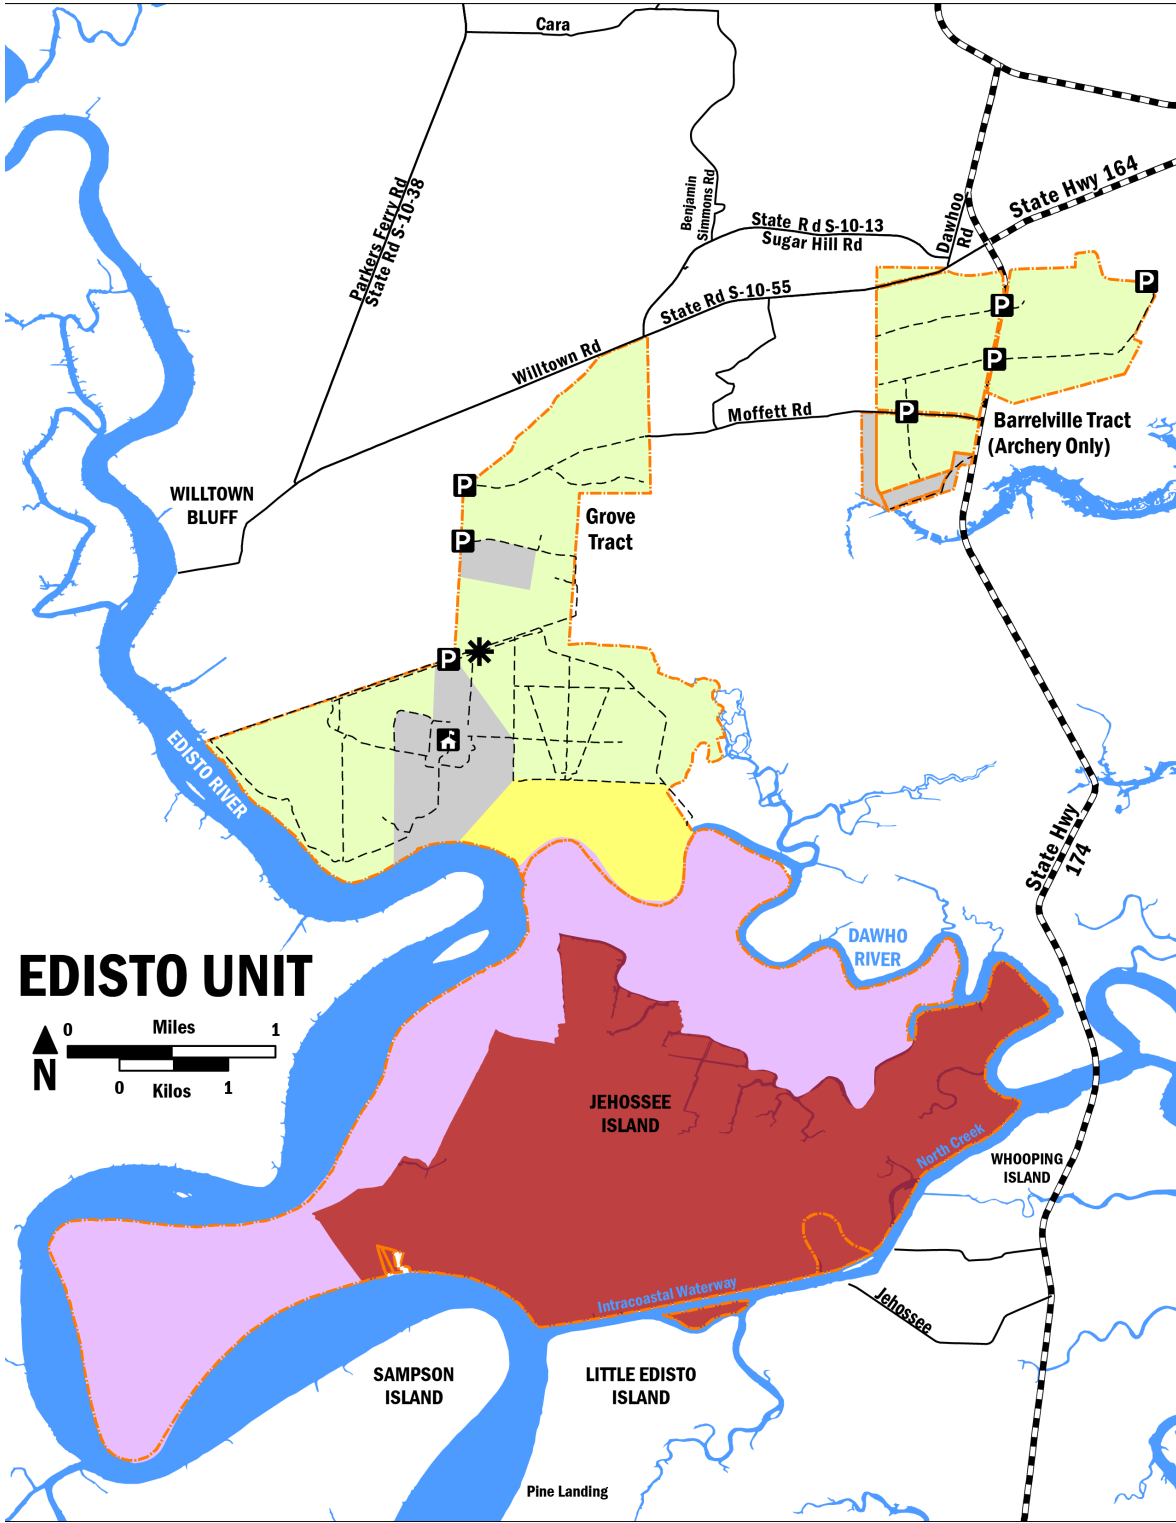 Cara
Parkers Ferry Rd
State Rd S-10-38
Benjamin
Simmons Rd
State Rd S-10-13
Sugar Hill Rd
Dawhoo
Rd
State Hwy 164
State Rd S-10-55
Willtown Rd
Moffett Rd
P
P
P
P
Barrelville Tract
(Archery Only)
WILLTOWN
BLUFF
P
P
Grove
Tract
P
EDISTO RIVER
State Hwy
174
DAWHO
RIVER
EDISTO UNIT
0 Miles 1
N
0 Kilos 1
JEHOSSEE
ISLAND
North Creek
WHOOPING
ISLAND
Intracoastal Waterway
Jehossee
SAMPSON
ISLAND
LITTLE EDISTO
ISLAND
Pine Landing